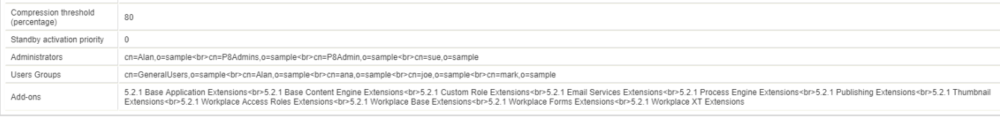 Compression threshold
(percentage)
80
Standby activation priority
0
Administrators
cn=Alan,o=sample<br>cn=P8Admins,o=sample<br>cn=P8Admin,o=sample<br>cn=sue,o=sample
Users Groups
cn=GeneralUsers,o=sample<br>cn=Alan,o=sample<br>cn=ana,o=sample<br>cn=joe,o=sample<br>cn=mark,o=sample
Add-ons
5.2.1 Base Application Extensions<br>5.2.1 Base Content Engine Extensions<br>5.2.1 Custom Role Extensions<br>5.2.1 Email Services Extensions<br>5.2.1 Process Engine Extensions<br>5.2.1 Publishing Extensions<br>5.2.1 Thumbnail
Extensions<br>5.2.1 Workplace Access Roles Extensions<br>5.2.1 Workplace Base Extensions<br>5.2.1 Workplace Forms Extensions<br>5.2.1 Workplace XT Extensions